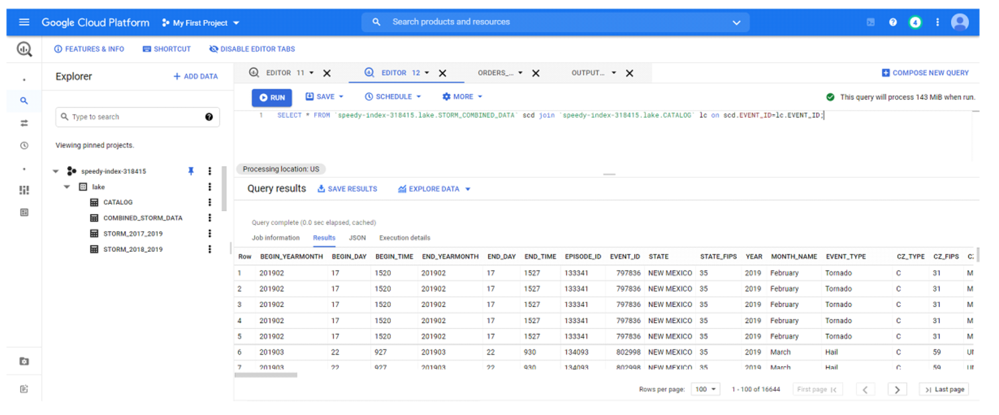 Google Cloud Platform My First Project Search products and resources 4
FEATURES & INFO SHORTCUT DISABLE EDITOR TABS
Explorer + ADD DATA
EDITOR 11 EDITOR 12 ORDERS_... OUTPUT... COMPOSE NEW QUERY
RUN SAVE SCHEDULE MORE This query will process 143 MiB when run.
Type to search
1 SELECT * FROM `speedy-index-318415.lake.STORM_COMBINED_DATA` scd join `speedy-index-318415.lake.CATALOG` lc on scd.EVENT_ID=lc.EVENT_ID;
Viewing pinned projects.
speedy-index-318415
lake
CATALOG
COMBINED_STORM_DATA
STORM_2017_2019
STORM_2018_2019
Processing location: US
Query results SAVE RESULTS EXPLORE DATA
Query complete (0.0 sec elapsed, cached)
Job information Results JSON Execution details
Row BEGIN_YEARMONTH BEGIN_DAY BEGIN_TIME END_YEARMONTH END_DAY END_TIME EPISODE_ID EVENT_ID STATE STATE_FIPS YEAR MONTH_NAME EVENT_TYPE CZ_TYPE CZ_FIPS CZ
1 201902 17 1520 201902 17 1527 133341 797836 NEW MEXICO 35 2019 February Tornado C 31 M
2 201902 17 1520 201902 17 1527 133341 797836 NEW MEXICO 35 2019 February Tornado C 31 M
3 201902 17 1520 201902 17 1527 133341 797836 NEW MEXICO 35 2019 February Tornado C 31 M
4 201902 17 1520 201902 17 1527 133341 797836 NEW MEXICO 35 2019 February Tornado C 31 M
5 201902 17 1520 201902 17 1527 133341 797836 NEW MEXICO 35 2019 February Tornado C 31 M
6 201903 22 927 201903 22 930 134093 802998 NEW MEXICO 35 2019 March Hail C 59 UI
7 201903 22 927 201903 22 930 134093 802998 NEW MEXICO 35 2019 March Hail C 59
Rows per page: 100 1 - 100 of 16644 First page Last page